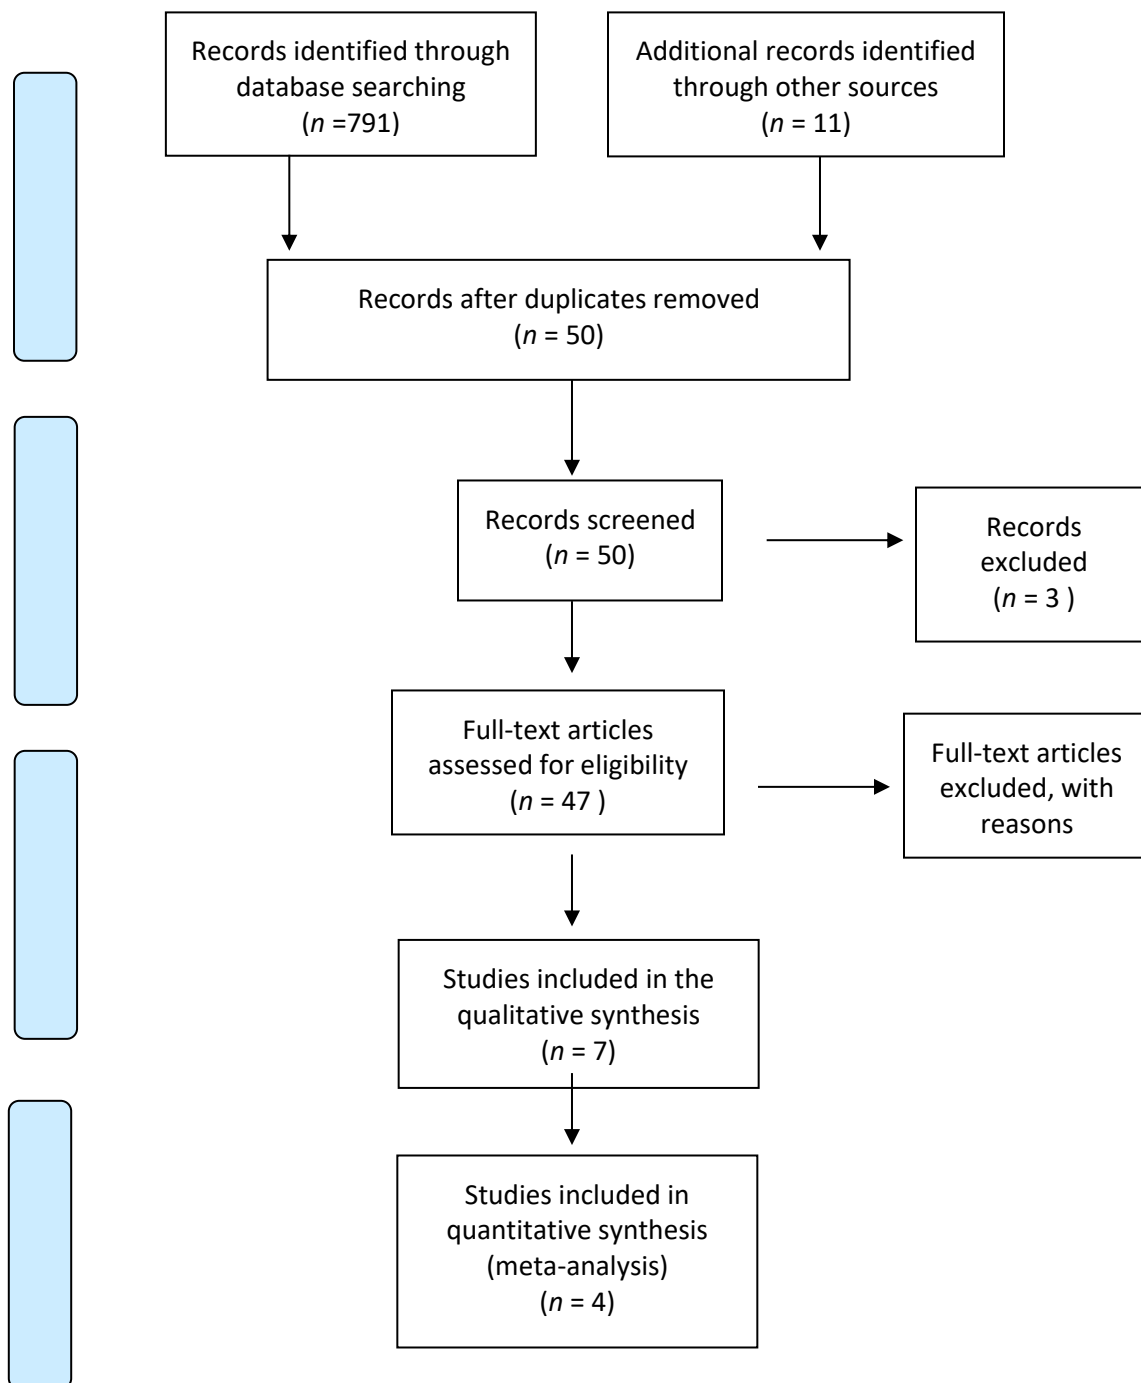 Records identified through
database searching
(n =791)
Additional records identified
through other sources
(n = 11)
Records after duplicates removed
(n = 50)
Records screened
(n = 50)
Records
excluded
(n = 3 )
Full-text articles
assessed for eligibility
(n = 47 )
Full-text articles
excluded, with
reasons
Studies included in the
qualitative synthesis
(n = 7)
Studies included in
quantitative synthesis
(meta-analysis)
(n = 4)